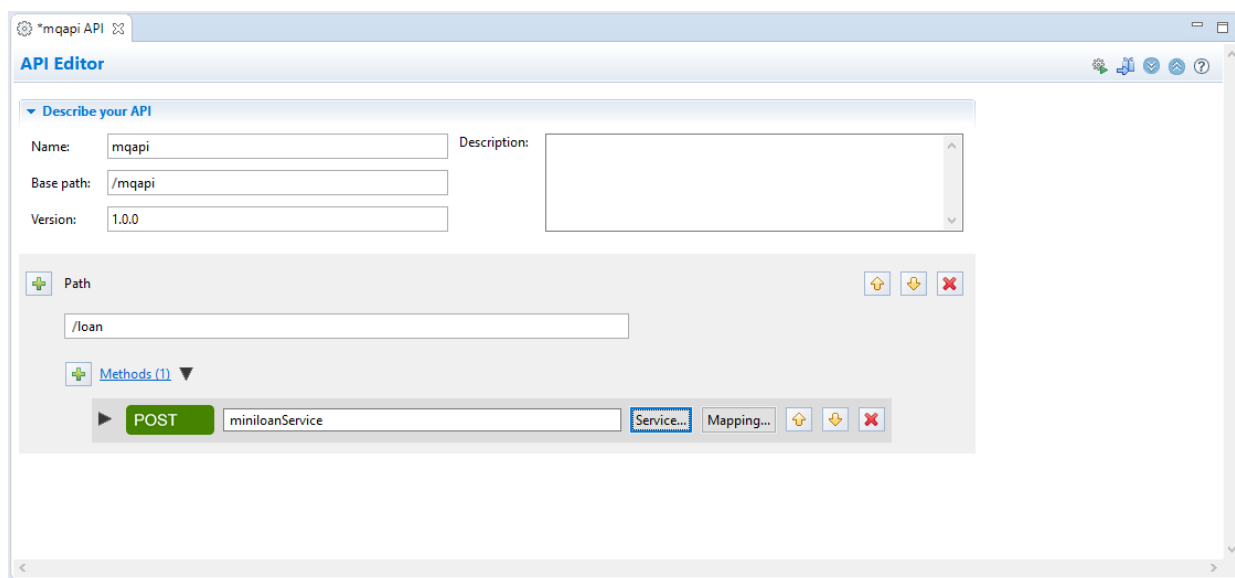 *mqapi API
API Editor
Describe your API
Name: mqapi
Description:
Base path: /mqapi
Version: 1.0.0
Path
/loan
Methods (1)
POST miniloanService Service... Mapping...